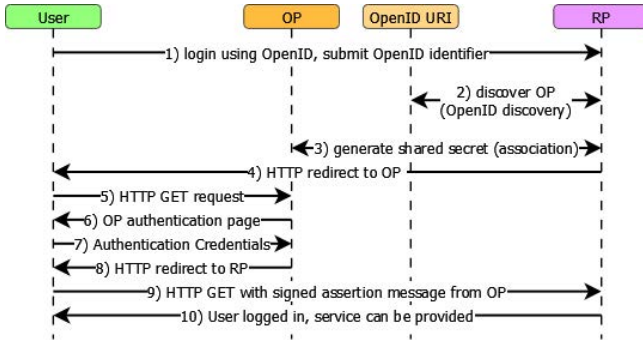 User
OP
OpenID URI
RP
1) login using OpenID, submit OpenID identifier
2) discover OP
(OpenID discovery)
3) generate shared secret (association)
4) HTTP redirect to OP
5) HTTP GET request
6) OP authentication page
7) Authentication Credentials
8) HTTP redirect to RP
9) HTTP GET with signed assertion message from OP
10) User logged in, service can be provided